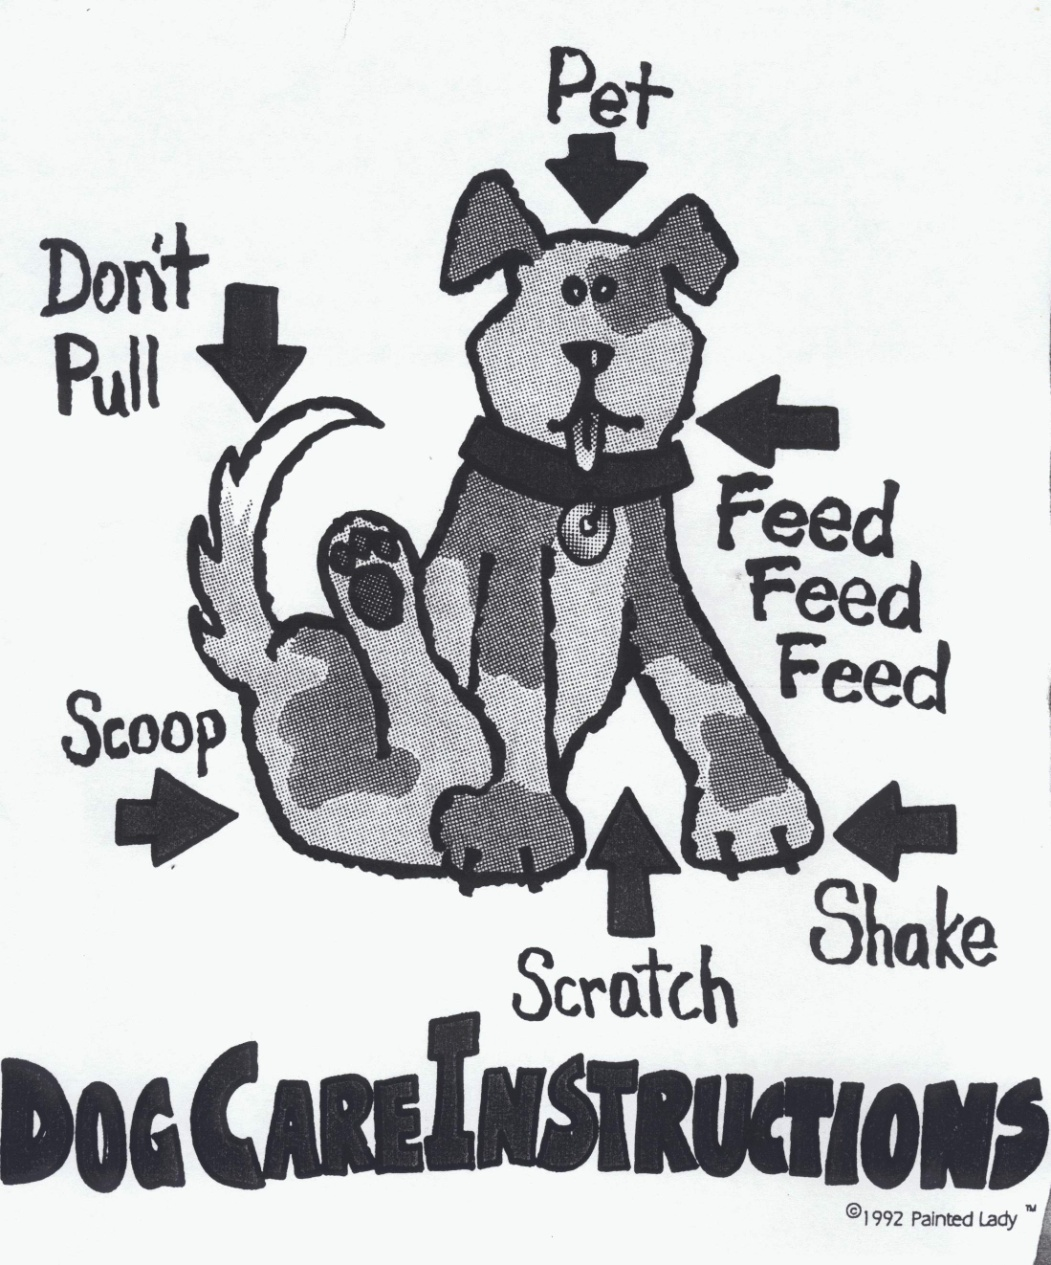 Pet
Don't
Pull
Feed
Feed
Feed
Scoop
Shake
Scratch
DOG CARE INSTRUCTIONS
©1992 Painted Lady ™